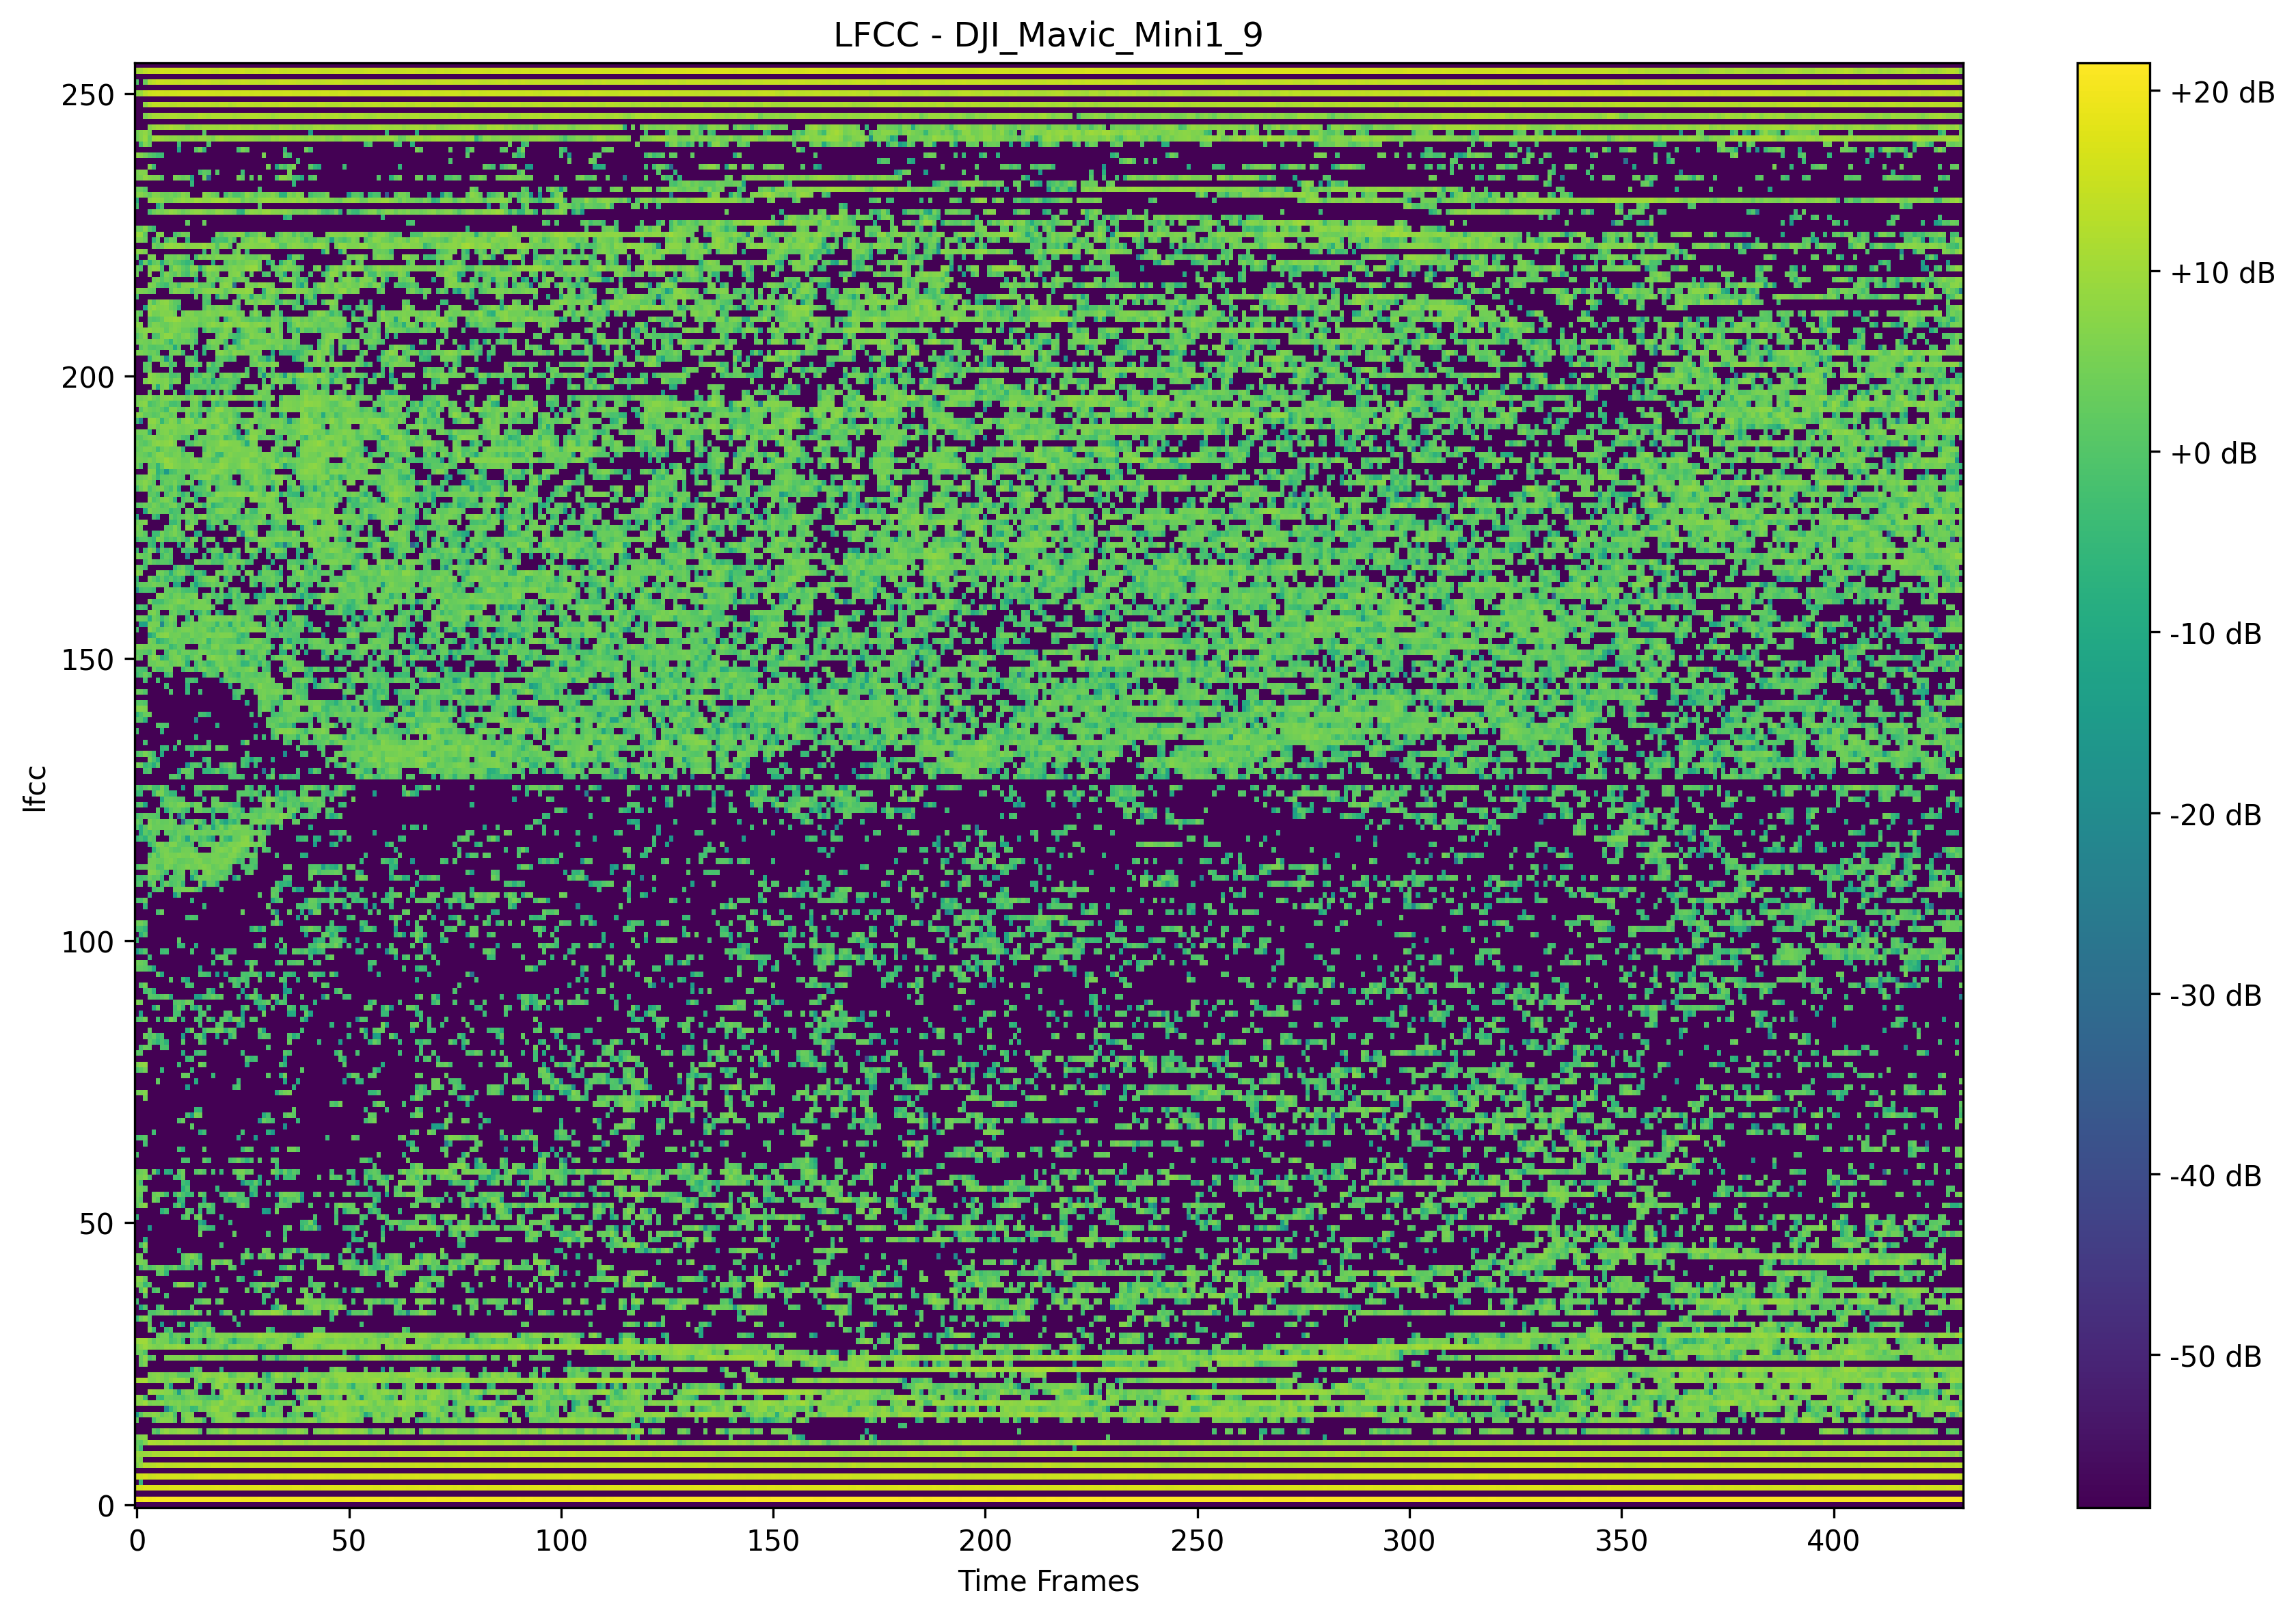 LFCC - DJI_Mavic_Mini1_9
250
200
150
100
50
0
lfcc
0 50 100 150 200 250 300 350 400
Time Frames
+20 dB
+10 dB
+0 dB
-10 dB
-20 dB
-30 dB
-40 dB
-50 dB